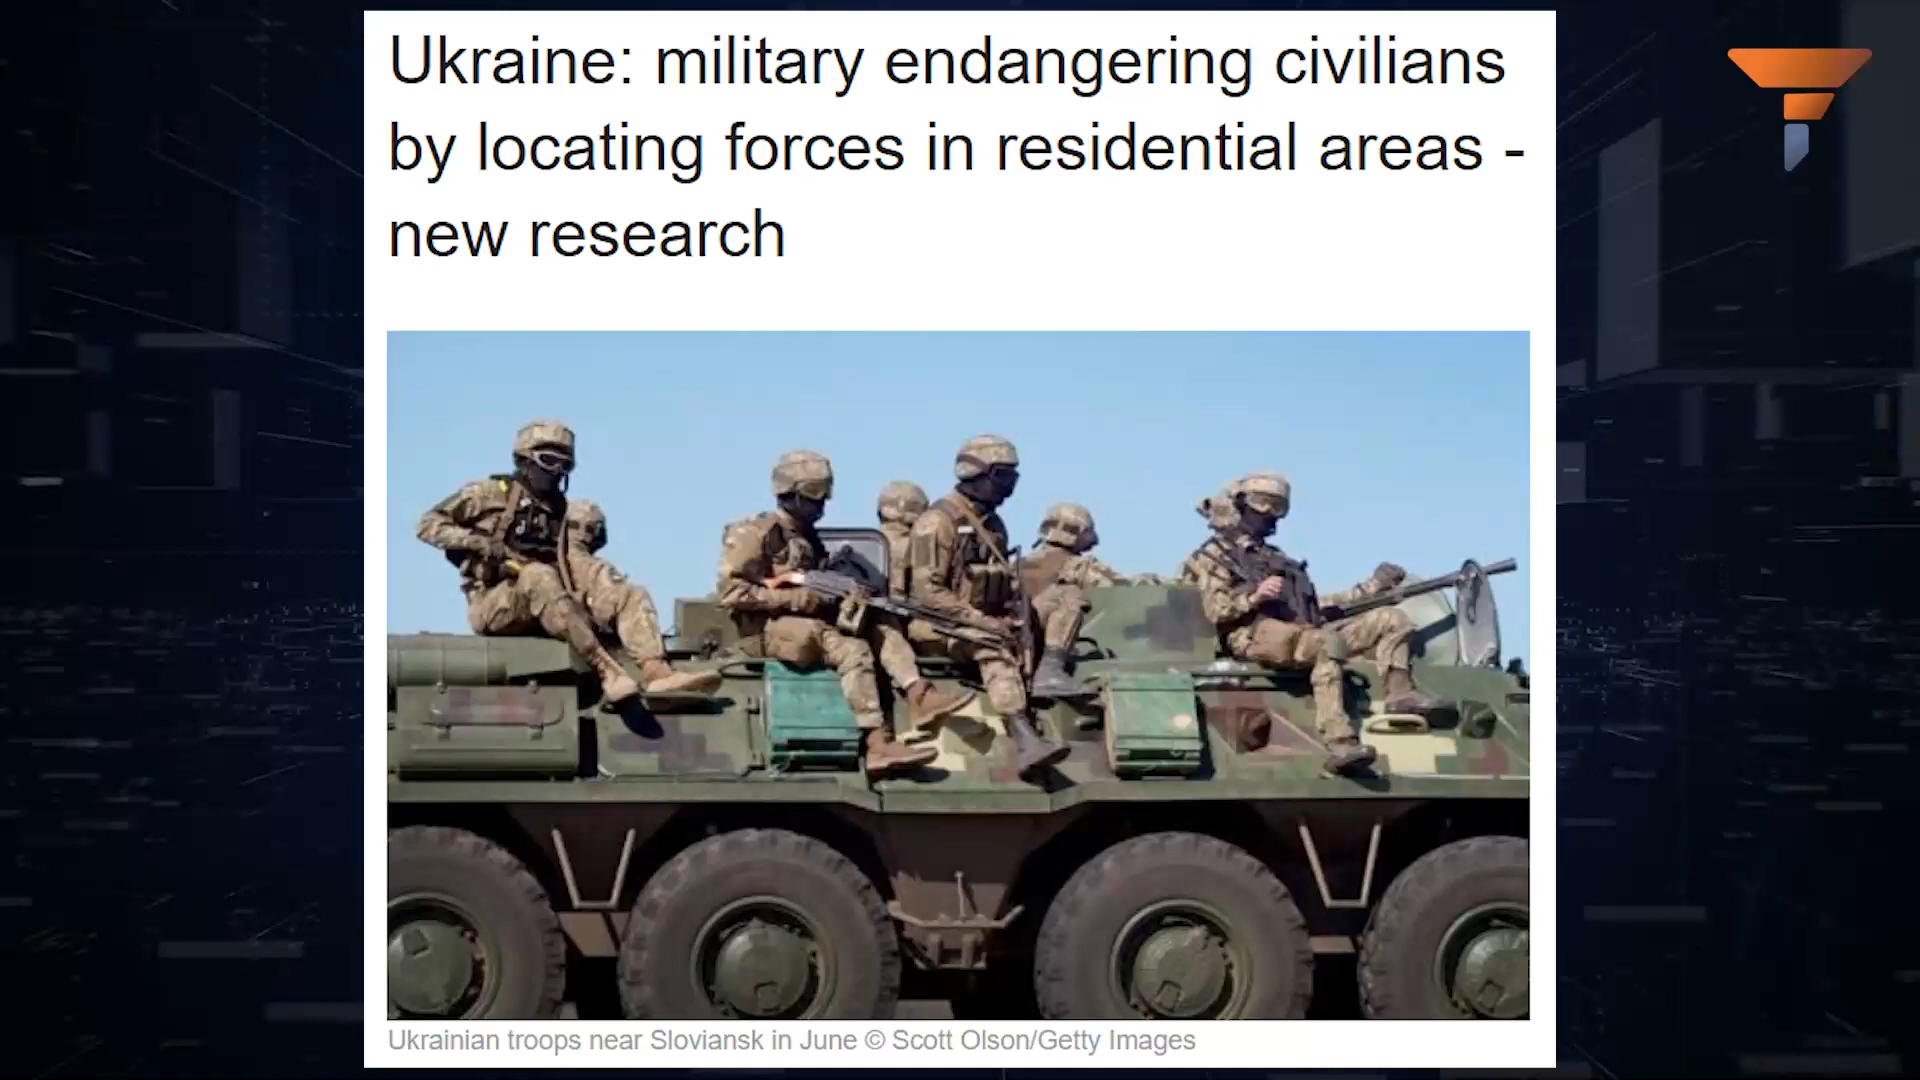 Ukraine: military endangering civilians
by locating forces in residential areas -
new research
Ukrainian troops near Sloviansk in June © Scott Olson/Getty Images